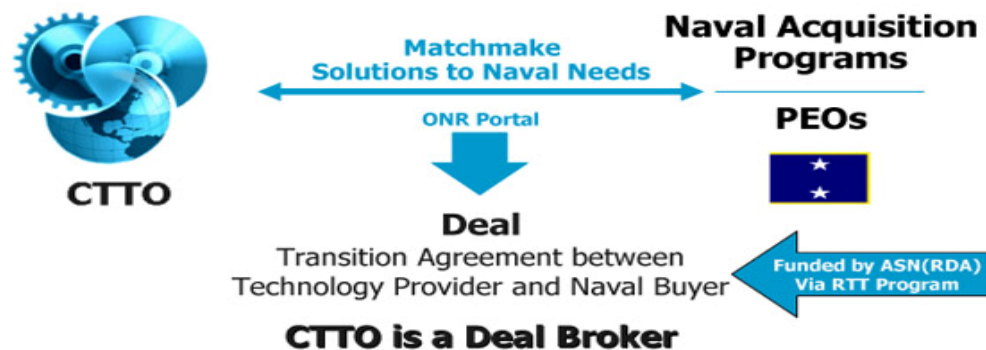 Matchmake
Solutions to Naval Needs
ONR Portal
Naval Acquisition
Programs
PEOs
CTTO
Deal
Transition Agreement between
Technology Provider and Naval Buyer
Funded by ASN(RDA)
Via RTT Program
CTTO is a Deal Broker